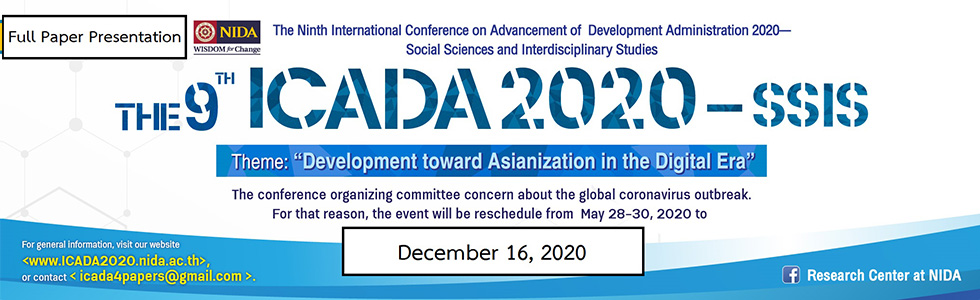 Full Paper Presentation
NIDA
WISDOM for Change
The Ninth International Conference on Advancement of Development Administration 2020—
Social Sciences and Interdisciplinary Studies
THE 9TH ICADA 2020 – SSIS
Theme: “Development toward Asianization in the Digital Era”
The conference organizing committee concern about the global coronavirus outbreak.
For that reason, the event will be reschedule from May 28-30, 2020 to
December 16, 2020
For general information, visit our website
<www.ICADA2020.nida.ac.th>,
or contact < icada4papers@gmail.com >.
f Research Center at NIDA